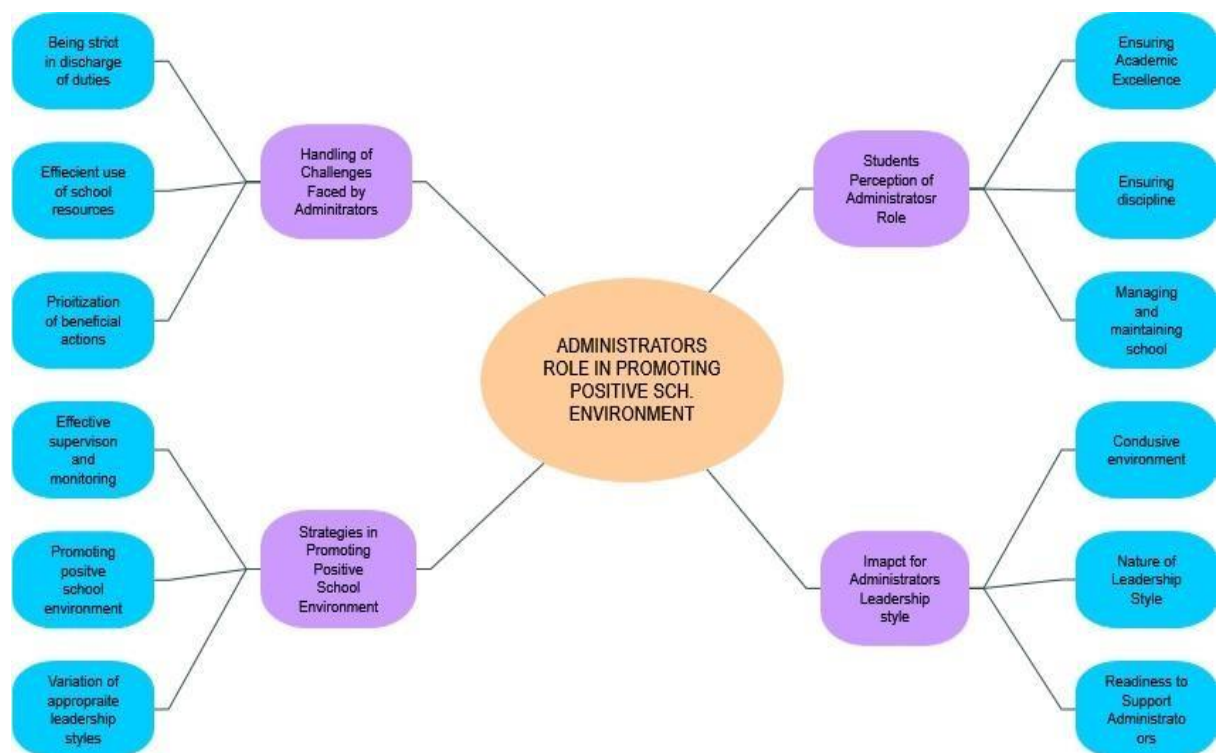 Being strict
in discharge
of duties
Effiecient use
of school
resources
Prioitization
of beneficial
actions
Handling of
Challenges
Faced by
Adminitrators
Effective
supervison
and
monitoring
Promoting
positve
school
environment
Variation of
appropraite
leadership
styles
Strategies in
Promoting
Positive
School
Environment
ADMINISTRATORS
ROLE IN PROMOTING
POSITIVE SCH.
ENVIRONMENT
Students
Perception of
Administratosr
Role
Ensuring
Academic
Excellence
Ensuring
discipline
Managing
and
maintaining
school
Imapct for
Administrators
Leadership
style
Condusive
environment
Nature of
Leadership
Style
Readiness to
Support
Administrato
ors